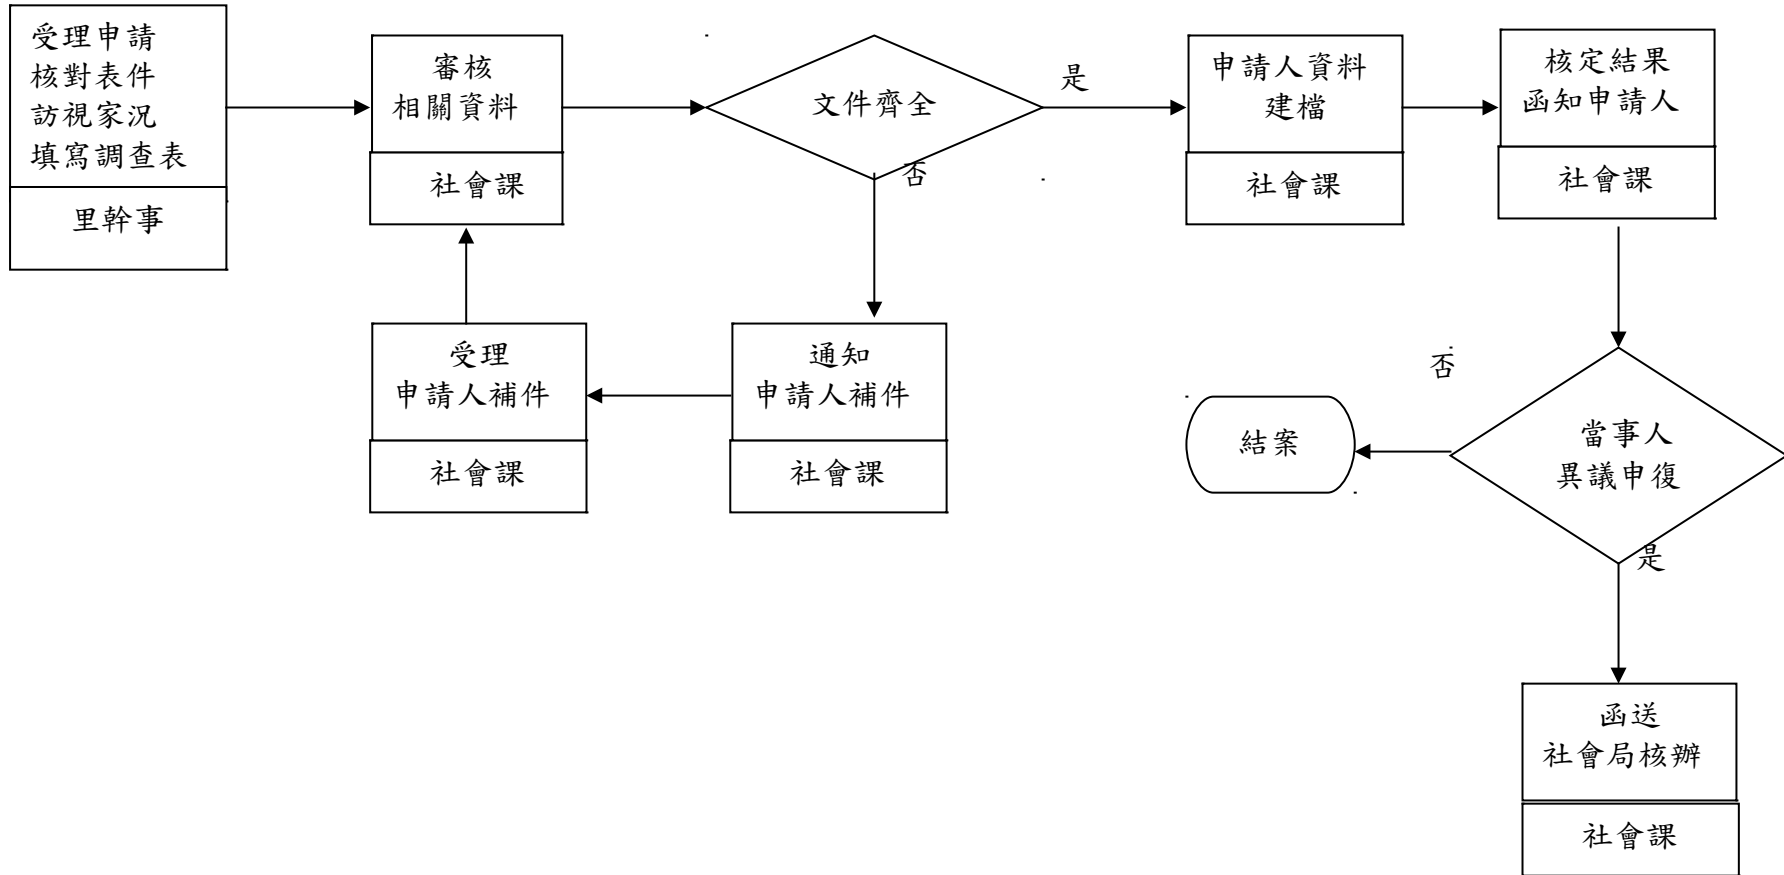 受理申請
核對表件
訪視家況
填寫調查表
里幹事
審核
相關資料
社會課
文件齊全
是
否
申請人資料
建檔
社會課
核定結果
函知申請人
社會課
受理
申請人補件
社會課
通知
申請人補件
社會課
否
結案
當事人
異議申復
是
函送
社會局核辦
社會課